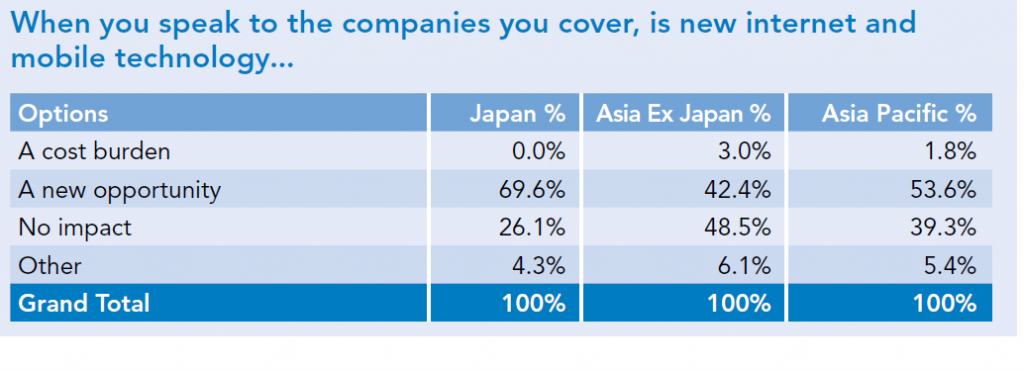 When you speak to the companies you cover, is new internet and
mobile technology...
Options Japan % Asia Ex Japan % Asia Pacific %
A cost burden 0.0% 3.0% 1.8%
A new opportunity 69.6% 42.4% 53.6%
No impact 26.1% 48.5% 39.3%
Other 4.3% 6.1% 5.4%
Grand Total 100% 100% 100%